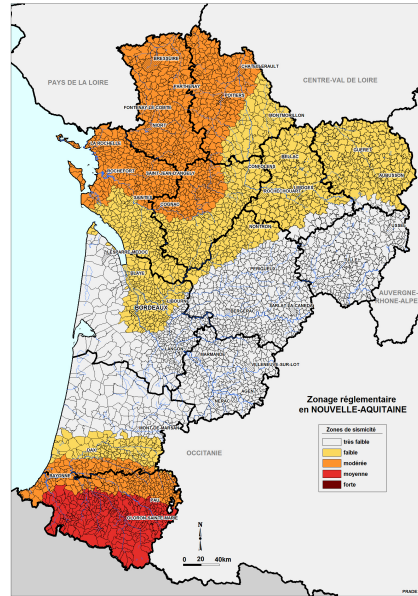 BRESSUIRE
CHATELLERAULT
PAYS DE LA LOIRE
CENTRE-VAL DE LOIRE
PARTHENAY
POITIERS
FONTENAY-LE-COMTE
MONTMORILLON
NIORT
LA ROCHELLE
GUERET
BELLAC
ROCHEFORT
CONFOLENS
SAINT-JEAN-D'ANGELY
AUBUSSON
LIMOGES
ROCHECHOUART
SAINTES
COGNAC
NONTRON
USSEL
LESPARRE-MEDOC
PERIGUEUX
BLAYE
AUVERGNE-
RHONE-ALPES
LIBOURNE
BORDEAUX
BERGERAC
SARLAT-LA-CANEDA
LANGON
MARMANDE
VILLENEUVE-SUR-LOT
AGEN
NERAC
Zonage réglementaire
en NOUVELLE-AQUITAINE
MONT-DE-MARSAN
Zones de sismicité
très faible
faible
modérée
moyenne
forte
DAX
OCCITANIE
BAYONNE
PAU
OLORON-SAINTE-MARIE
N
0 20 40km